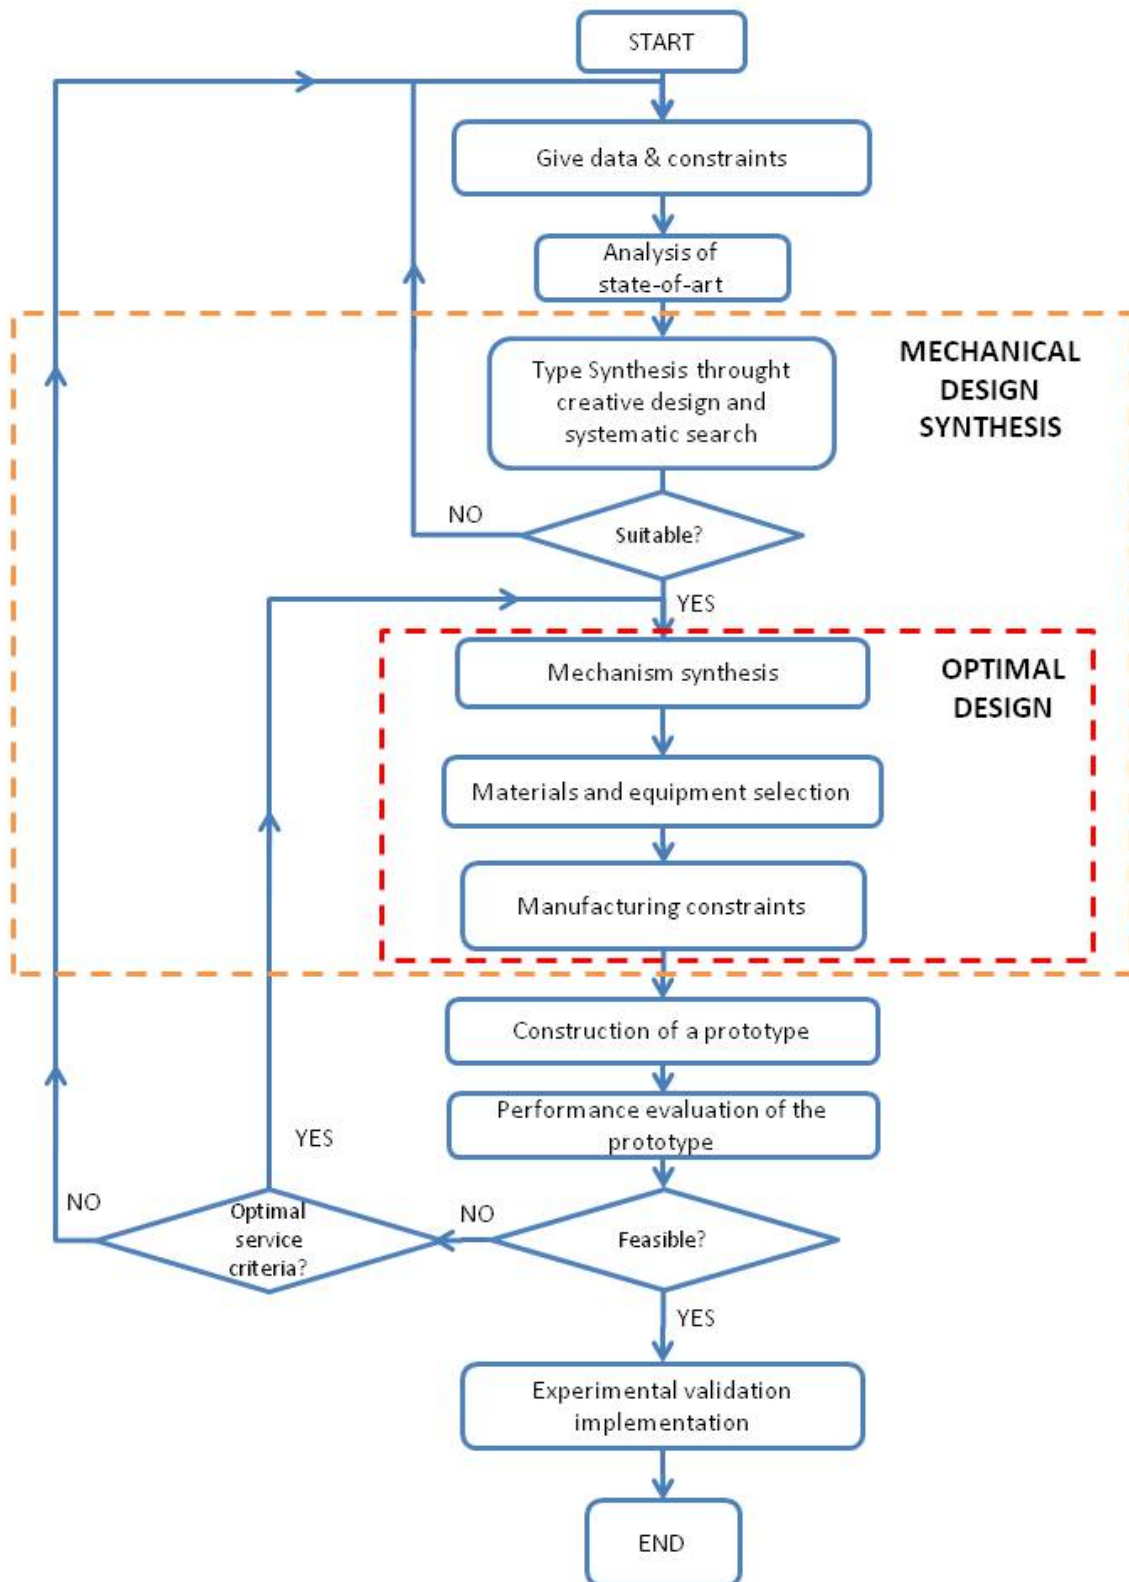 START
Give data & constraints
Analysis of
state-of-art
MECHANICAL
DESIGN
SYNTHESIS
Type Synthesis throught
creative design and
systematic search
NO
Suitable?
YES
OPTIMAL
DESIGN
Mechanism synthesis
Materials and equipment selection
Manufacturing constraints
Construction of a prototype
Performance evaluation of the
prototype
YES
NO
Optimal
service
criteria?
NO
Feasible?
YES
Experimental validation
implementation
END